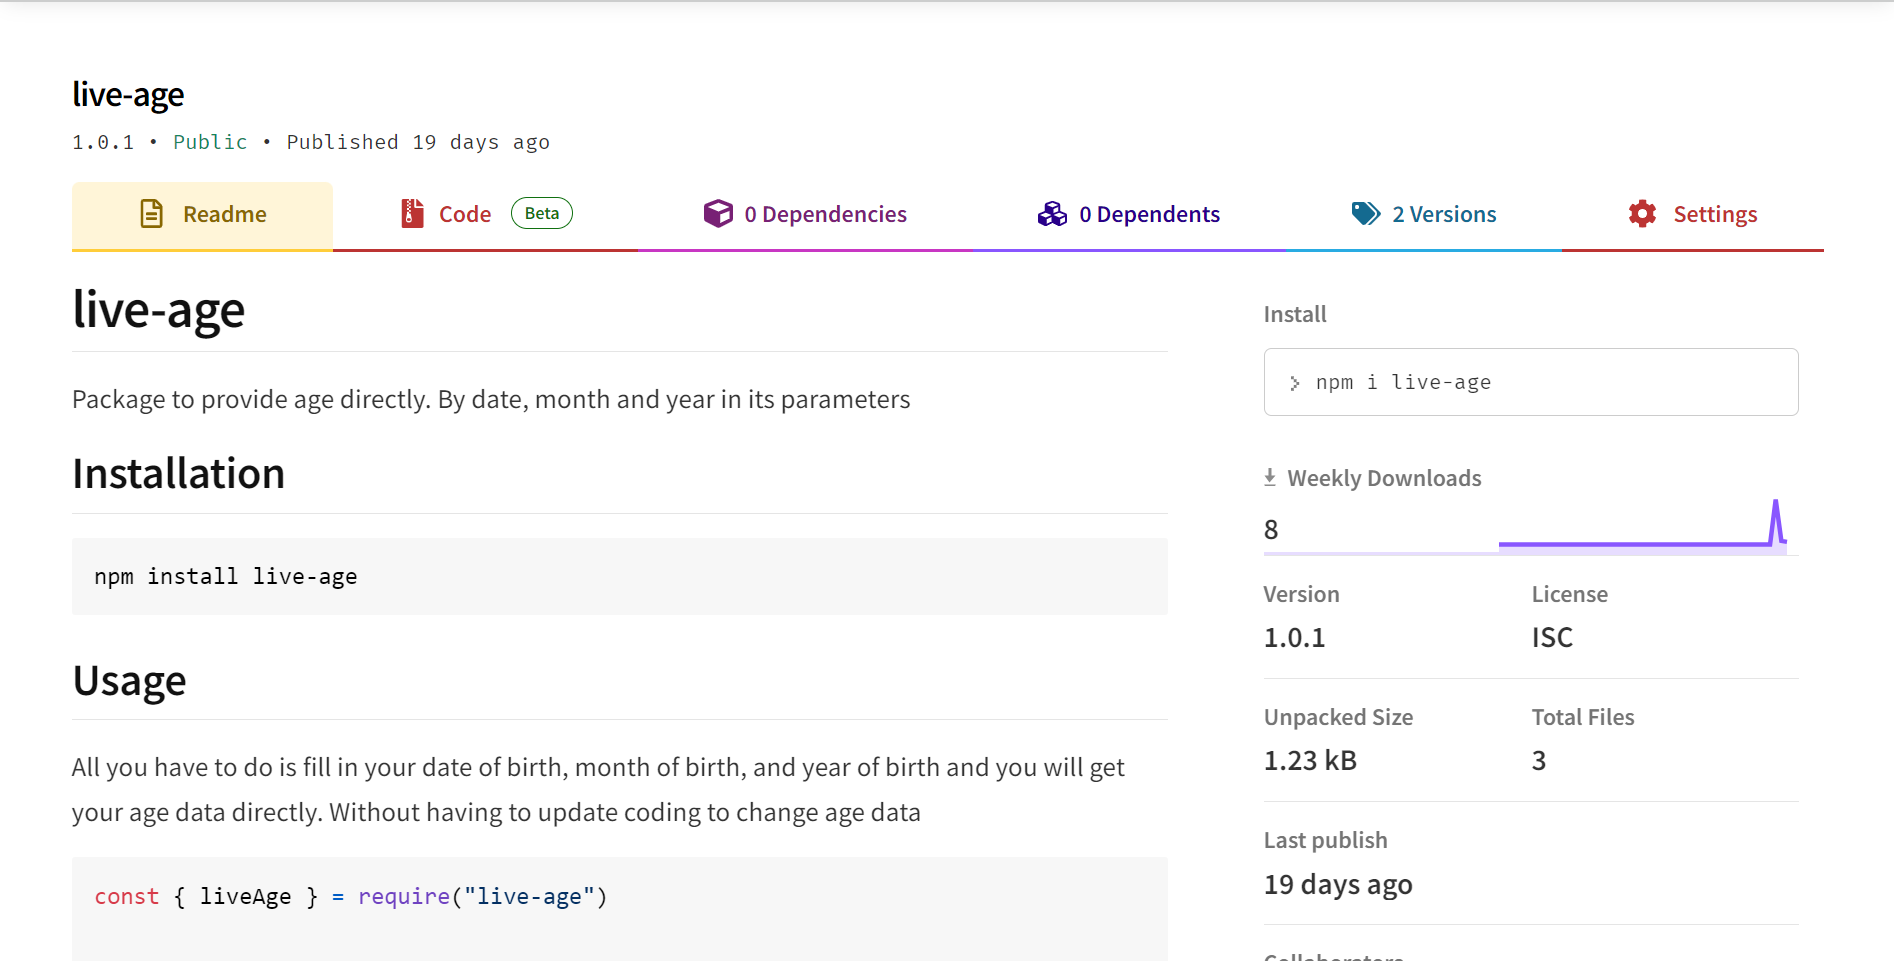 live-age
1.0.1 • Public • Published 19 days ago
Readme
Code Beta
0 Dependencies
0 Dependents
2 Versions
Settings
live-age
Package to provide age directly. By date, month and year in its parameters
Installation
npm install live-age
Usage
All you have to do is fill in your date of birth, month of birth, and year of birth and you will get
your age data directly. Without having to update coding to change age data
const { liveAge } = require("live-age")
Install
npm i live-age
Weekly Downloads
8
Version
1.0.1
License
ISC
Unpacked Size
1.23 kB
Total Files
3
Last publish
19 days ago
Collaborators